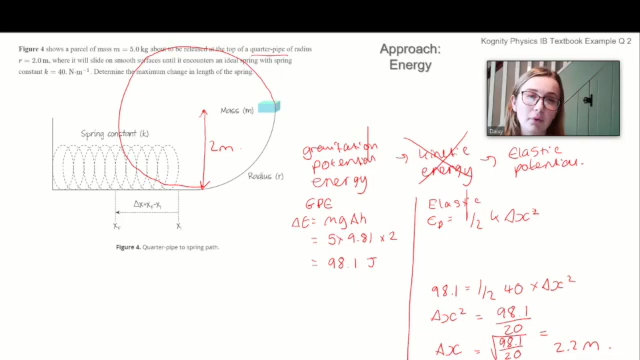 Kognity Physics IB Textbook Example Q 2
Figure 4 shows a parcel of mass m = 5.0 kg about to be released at the top of a quarter-pipe of radius
r = 2.0 m, where it will slide on smooth surfaces until it encounters an ideal spring with spring
constant k = 40. N·m⁻¹. Determine the maximum change in length of the spring.
Approach:
Energy
Daisy
Mass (m)
Spring constant (k)
2m
Radius (r)
Δx=x₂-x₁
X₂ X₁
Figure 4. Quarter-pipe to spring path.
gravitation
potential
energy
→ kinetic
energy
→ Elastic
potential.
GPE
ΔE = mgΔh
= 5 × 9.81 × 2
= 98.1 J
Elastic
Ep = 1/2 k Δx²
98.1 = 1/2 40 × Δx²
Δx² = 98.1/20 =
Δx = √98.1/20
2.2 m.